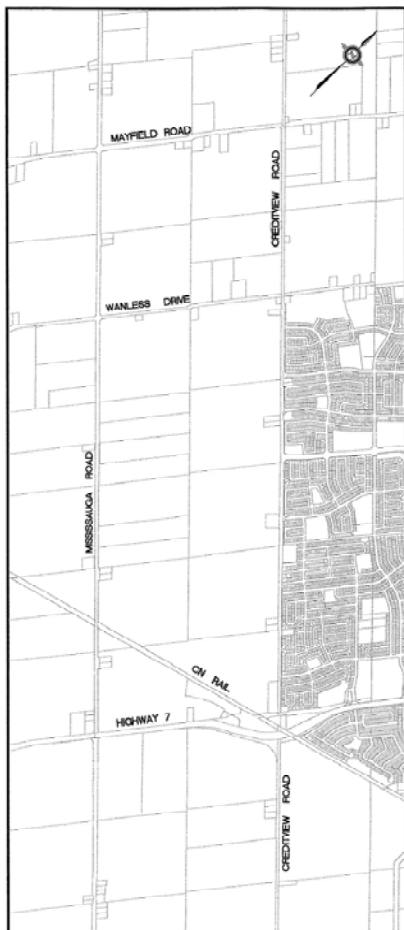 MAYFIELD ROAD
CREDITVIEW ROAD
WANLESS DRIVE
MISSISSAUGA ROAD
CN RAIL
HIGHWAY 7
CREDITVIEW ROAD